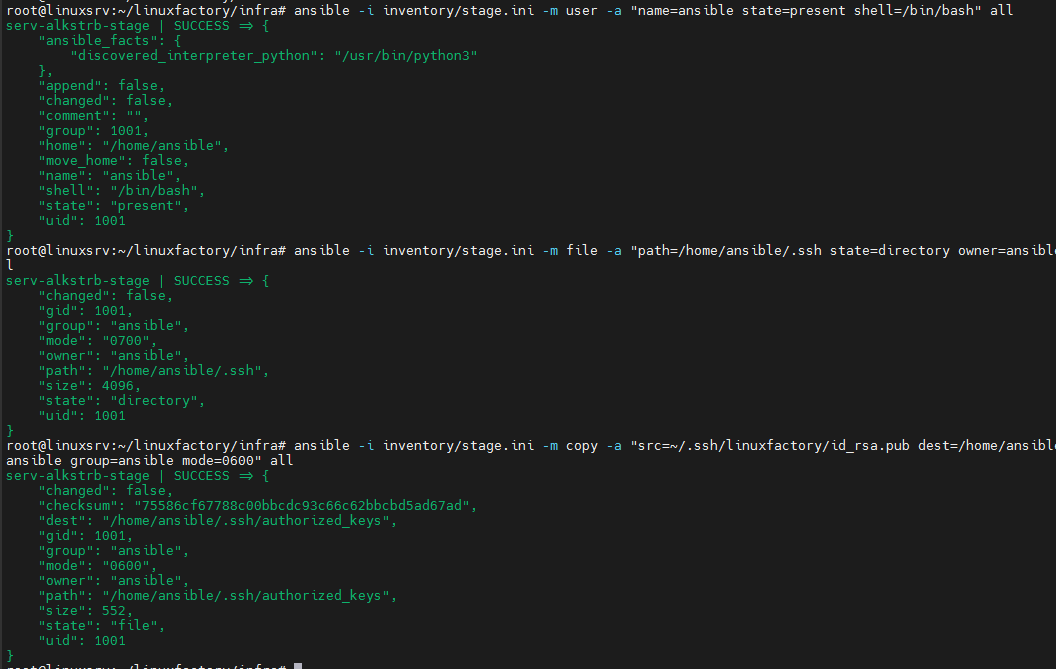 root@linuxsrv:~/linuxfactory/infra# ansible -i inventory/stage.ini -m user -a "name=ansible state=present shell=/bin/bash" all
serv-alkstrb-stage | SUCCESS => {
    "ansible_facts": {
        "discovered_interpreter_python": "/usr/bin/python3"
    },
    "append": false,
    "changed": false,
    "comment": "",
    "group": 1001,
    "home": "/home/ansible",
    "move_home": false,
    "name": "ansible",
    "shell": "/bin/bash",
    "state": "present",
    "uid": 1001
}
root@linuxsrv:~/linuxfactory/infra# ansible -i inventory/stage.ini -m file -a "path=/home/ansible/.ssh state=directory owner=ansible
l
serv-alkstrb-stage | SUCCESS => {
    "changed": false,
    "gid": 1001,
    "group": "ansible",
    "mode": "0700",
    "owner": "ansible",
    "path": "/home/ansible/.ssh",
    "size": 4096,
    "state": "directory",
    "uid": 1001
}
root@linuxsrv:~/linuxfactory/infra# ansible -i inventory/stage.ini -m copy -a "src=~/.ssh/linuxfactory/id_rsa.pub dest=/home/ansible
ansible group=ansible mode=0600" all
serv-alkstrb-stage | SUCCESS => {
    "changed": false,
    "checksum": "75586cf67788c00bbcdc93c66c62bbcbd5ad67ad",
    "dest": "/home/ansible/.ssh/authorized_keys",
    "gid": 1001,
    "group": "ansible",
    "mode": "0600",
    "owner": "ansible",
    "path": "/home/ansible/.ssh/authorized_keys",
    "size": 552,
    "state": "file",
    "uid": 1001
}
root@linuxsrv:~/linuxfactory/infra#